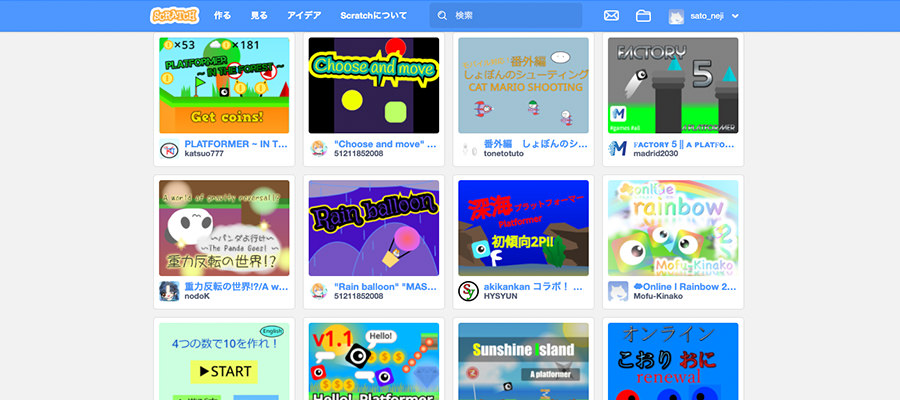 SCRATCH 作る 見る アイデア Scratchについて 検索 sato_neji
×53 ×181
PLATFORMER
~ IN THE FOREST ~
Get coins!
PLATFORMER ~ IN T...
katsuo777
Choose and move
"Choose and move" ...
51211852008
番外編
しょぼんのシューティング
CAT MARIO SHOOTING
番外編 しょぼんのシ...
tonetotuto
FACTORY
5
#games #all
PLATFORMER
FACTORY 5 || A PLATFO...
madrid2030
A world of gravity reversal!?
〜パンダよ行せ〜
〜The Panda Goes!〜
重力反転の世界!?
重力反転の世界!?/A w...
nodoK
Rain balloon
"Rain balloon" "MAS...
51211852008
深海プラットフォーマー
Platformer
初傾向2P!!
akikankan コラボ！ ...
HYSYUN
online
rainbow
2
Mofu-Kinako
Online l Rainbow 2...
Mofu-Kinako
English
4つの数で10を作れ！
▶START
v1.1
Hello!
Hello! Platformer
Sunshine Island
A platformer
オンライン
こおり おに
renewal